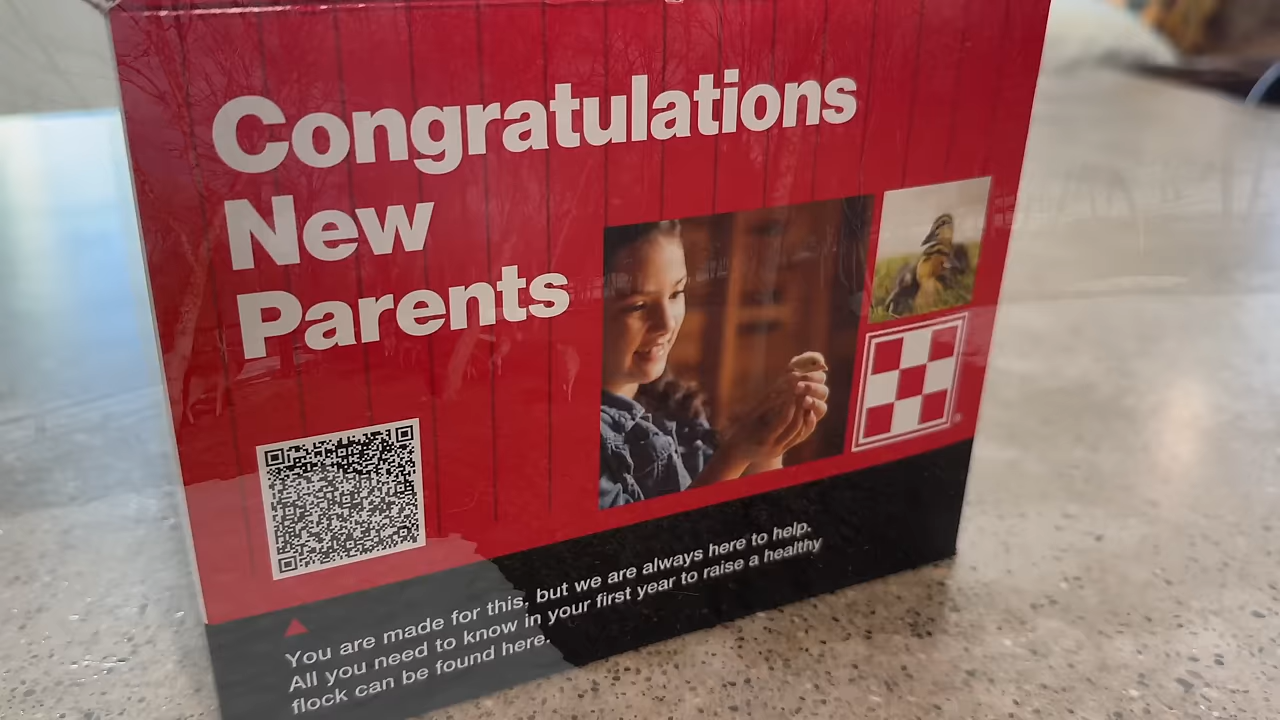 Congratulations
New
Parents
You are made for this, but we are always here to help.
All you need to know in your first year to raise a healthy
flock can be found here.